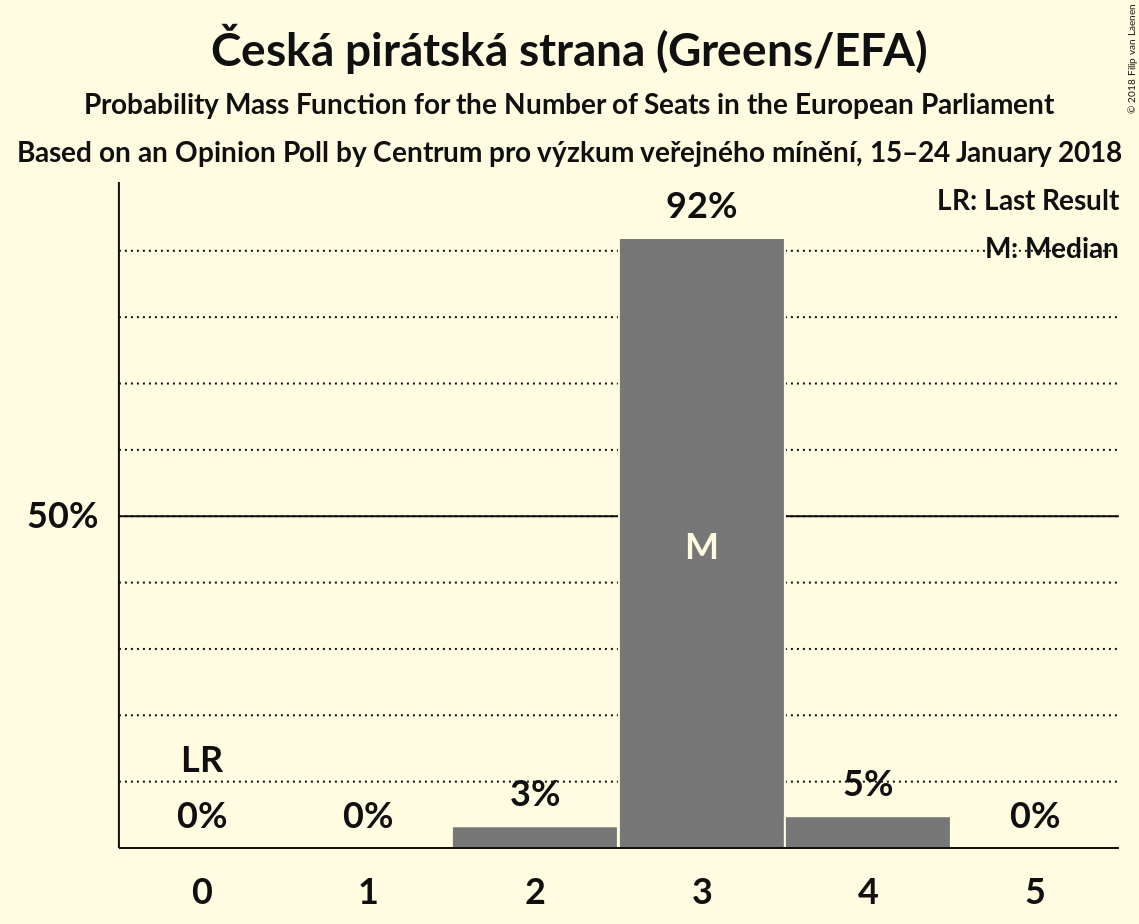 Česká pirátská strana (Greens/EFA)
Probability Mass Function for the Number of Seats in the European Parliament
Based on an Opinion Poll by Centrum pro výzkum veřejného mínění, 15–24 January 2018
© 2018 Filip van Laenen
LR: Last Result
M: Median
92%
50%
M
LR
0%
0%
3%
5%
0%
0
1
2
3
4
5